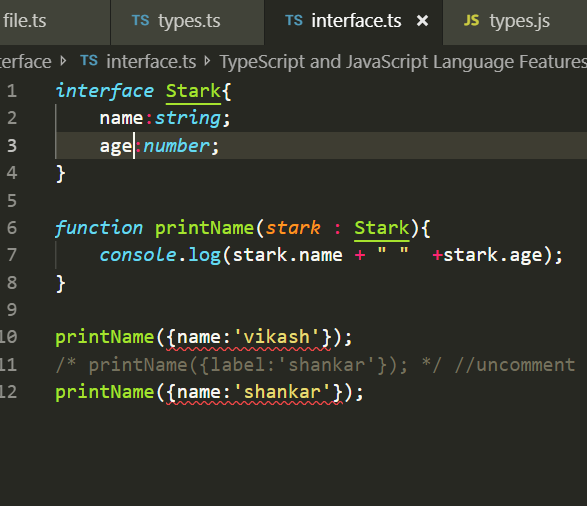 file.ts TS types.ts TS interface.ts × JS types.js
terface > TS interface.ts > TypeScript and JavaScript Language Features
1 interface Stark{
2     name:string;
3     age:number;
4 }
5
6 function printName(stark : Stark){
7     console.log(stark.name + " "  +stark.age);
8 }
9
10 printName({name:'vikash'});
11 /* printName({label:'shankar'}); */ //uncomment
12 printName({name:'shankar'});